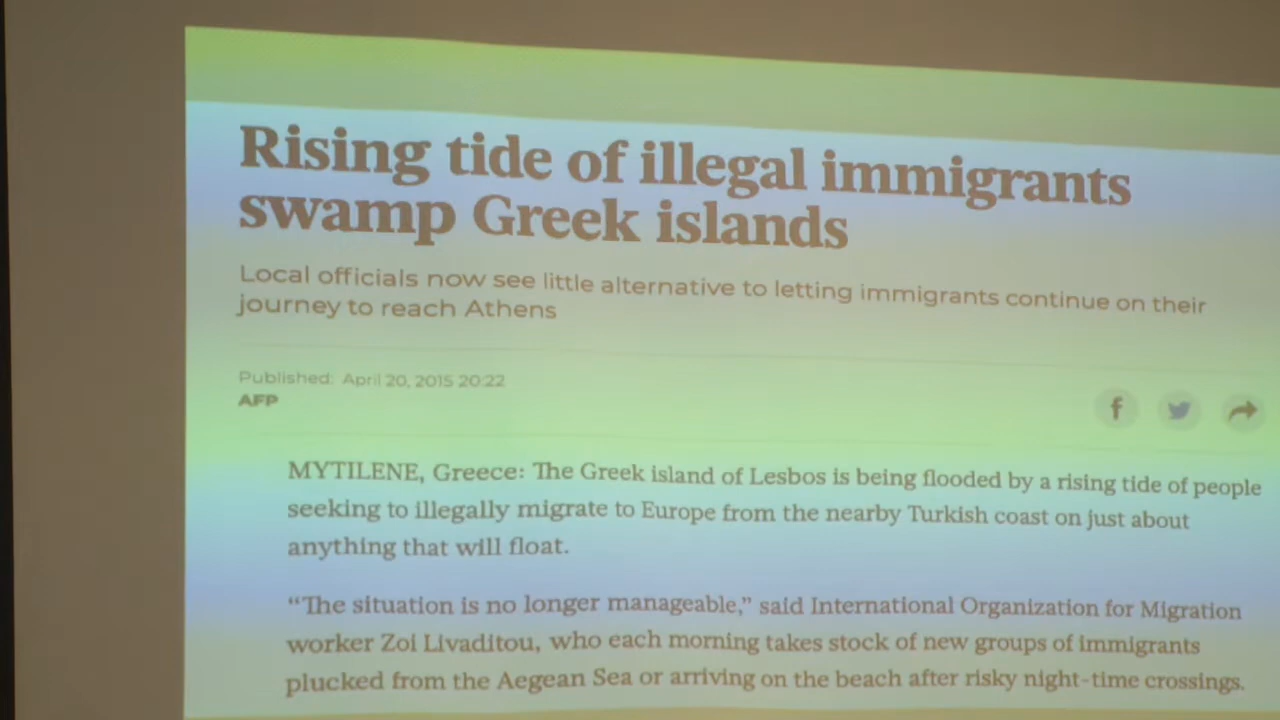 Rising tide of illegal immigrants
swamp Greek islands
Local officials now see little alternative to letting immigrants continue on their
journey to reach Athens
Published: April 20, 2015 20:22
AFP
MYTILENE, Greece: The Greek island of Lesbos is being flooded by a rising tide of people
seeking to illegally migrate to Europe from the nearby Turkish coast on just about
anything that will float.
“The situation is no longer manageable,” said International Organization for Migration
worker Zoi Livaditou, who each morning takes stock of new groups of immigrants
plucked from the Aegean Sea or arriving on the beach after risky night-time crossings.